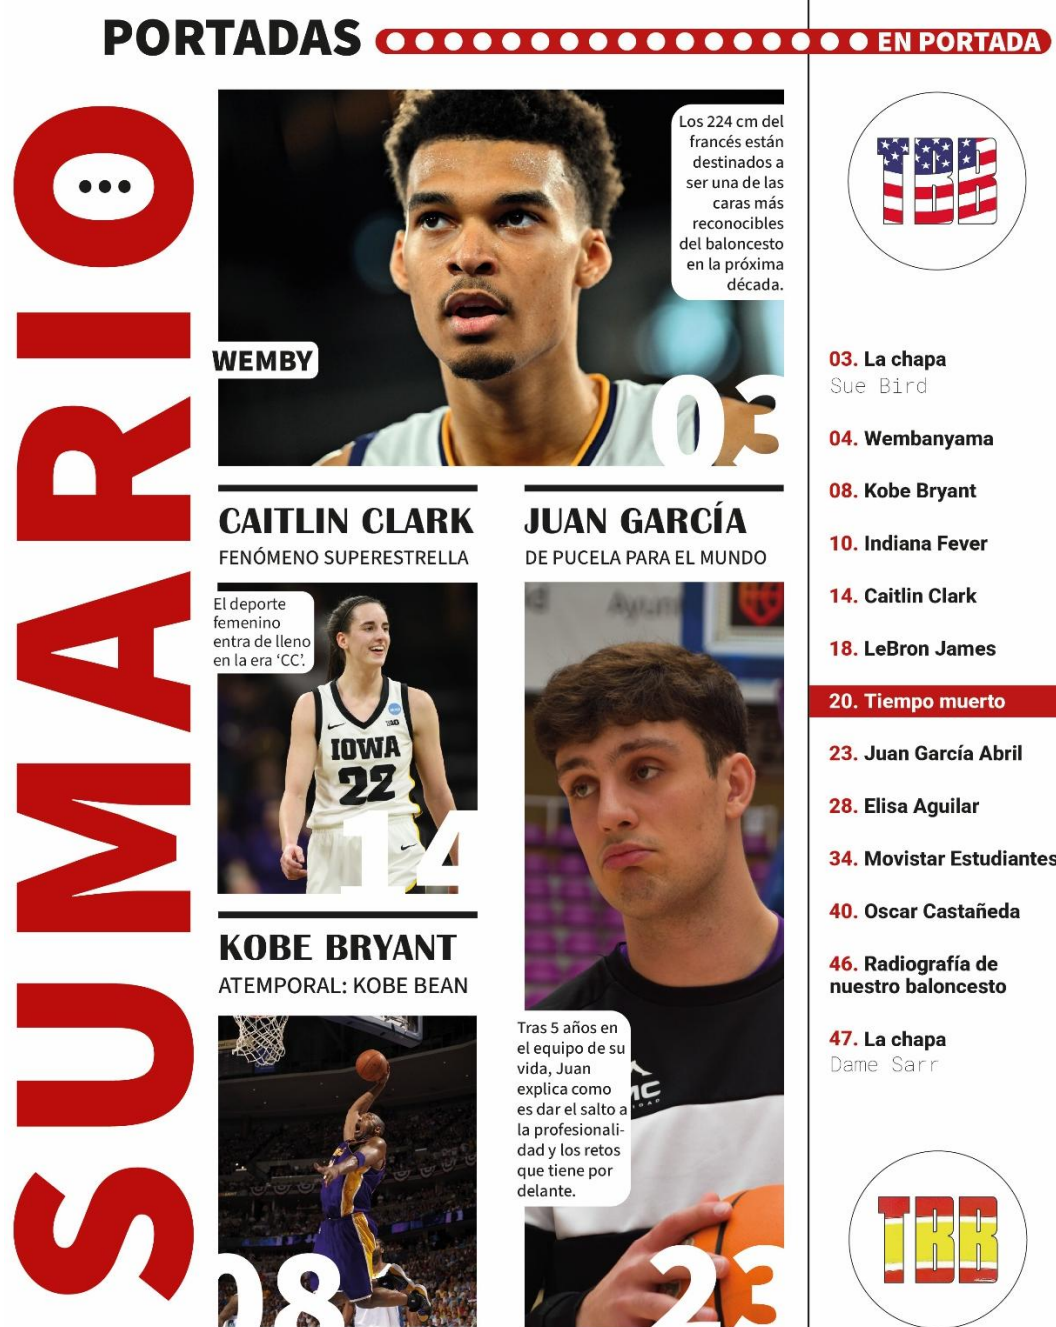 PORTADAS
EN PORTADA
SUMARIO
Los 224 cm del
francés están
destinados a
ser una de las
caras más
reconocibles
del baloncesto
en la próxima
década.
WEMBY
03
CAITLIN CLARK
FENÓMENO SUPERESTRELLA
El deporte
femenino
entra de lleno
en la era ‘CC’.
IOWA
22
14
KOBE BRYANT
ATEMPORAL: KOBE BEAN
08
JUAN GARCÍA
DE PUCELA PARA EL MUNDO
Ayun
Tras 5 años en
el equipo de su
vida, Juan
explica como
es dar el salto a
la profesionali-
dad y los retos
que tiene por
delante.
23
TBB
03. La chapa
Sue Bird
04. Wembanyama
08. Kobe Bryant
10. Indiana Fever
14. Caitlin Clark
18. LeBron James
20. Tiempo muerto
23. Juan García Abril
28. Elisa Aguilar
34. Movistar Estudiantes
40. Oscar Castañeda
46. Radiografía de
nuestro baloncesto
47. La chapa
Dame Sarr
TBB